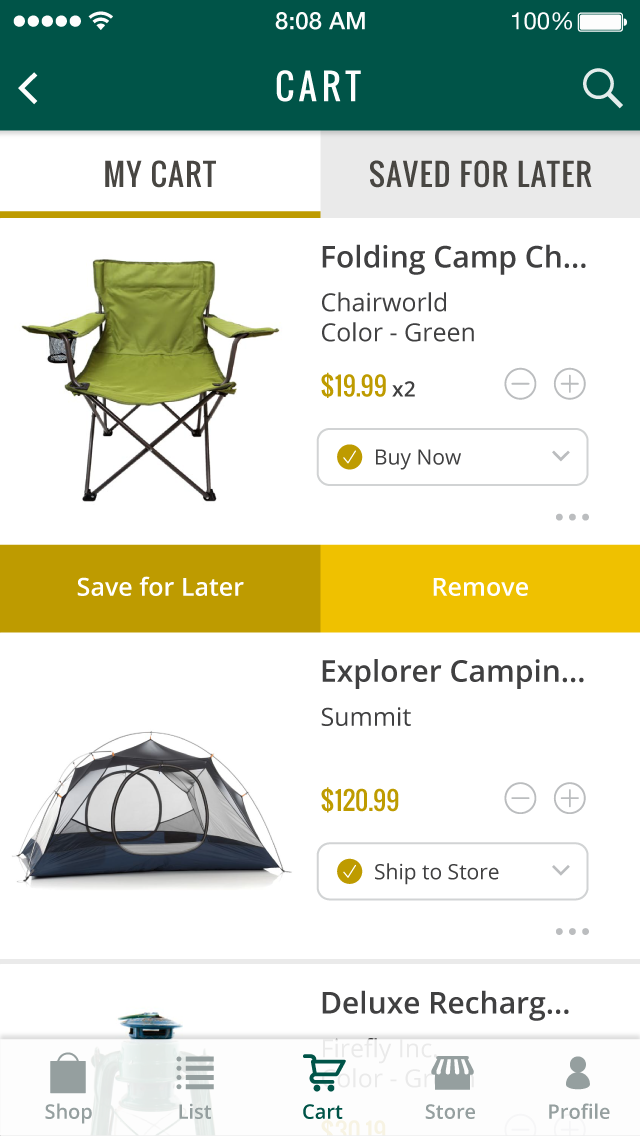 8:08 AM 100%
CART
MY CART SAVED FOR LATER
Folding Camp Ch...
Chairworld
Color - Green
$19.99 x2
Buy Now
Save for Later Remove
Explorer Campin...
Summit
$120.99
Ship to Store
Deluxe Recharg...
Firefly Inc.
Color - Gr
$30.19
Shop List Cart Store Profile